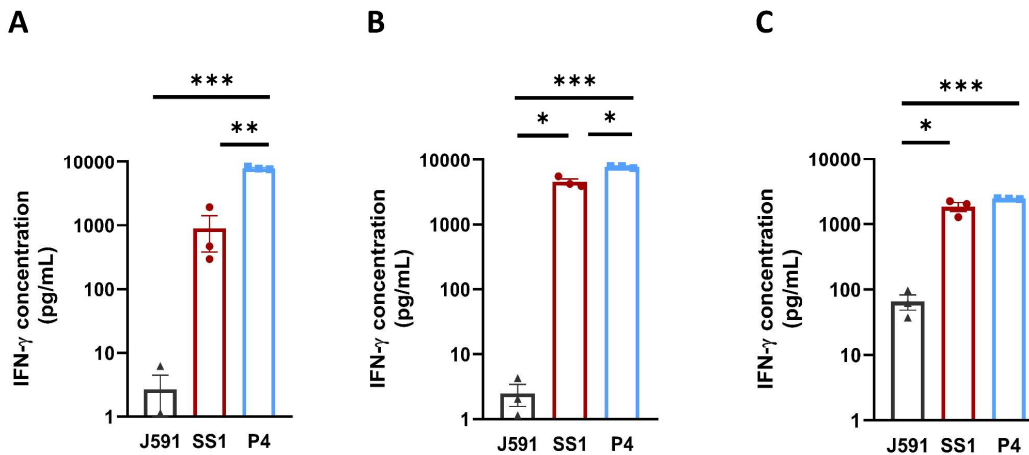 A
B
C
***
**
IFN-γ concentration
(pg/mL)
10000
1000
100
10
1
J591 SS1 P4
***
* *
IFN-γ concentration
(pg/mL)
10000
1000
100
10
1
J591 SS1 P4
***
*
IFN-γ concentration
(pg/mL)
10000
1000
100
10
1
J591 SS1 P4